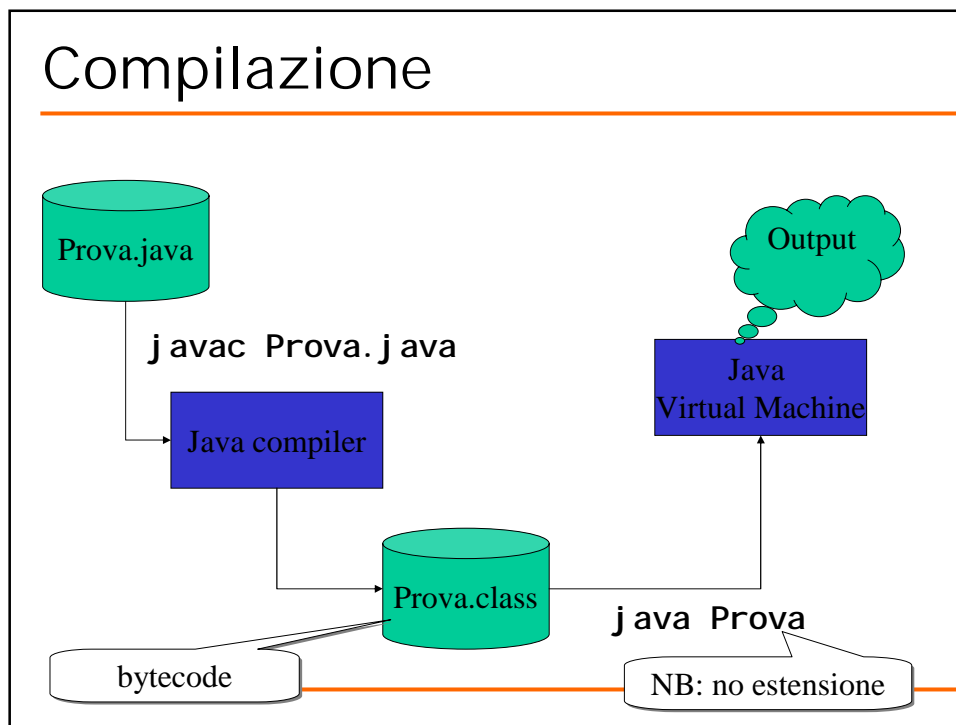 Compilazione
Prova.java
javac Prova.java
Java compiler
Prova.class
bytecode
java Prova
NB: no estensione
Java
Virtual Machine
Output